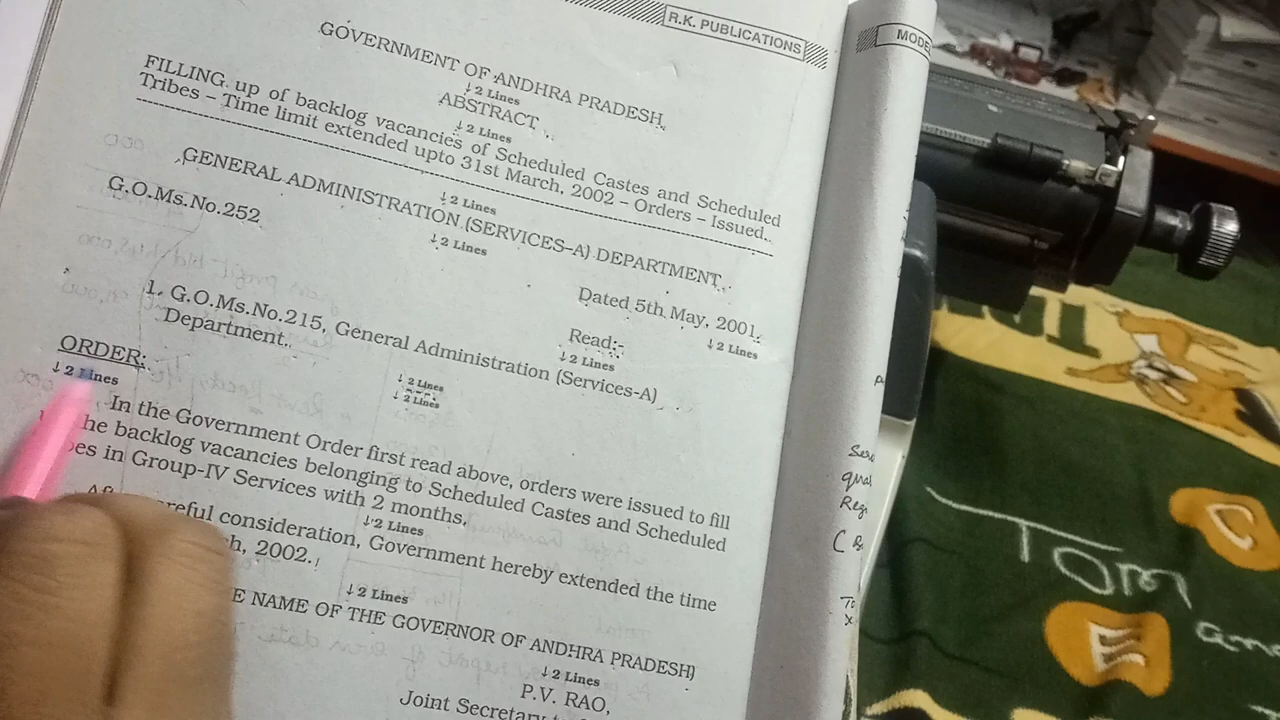 R.K. PUBLICATIONS
GOVERNMENT OF ANDHRA PRADESH
↓2 Lines
ABSTRACT
↓2 Lines
FILLING up of backlog vacancies of Scheduled Castes and Scheduled
Tribes – Time limit extended upto 31st March, 2002 – Orders – Issued.
↓2 Lines
GENERAL ADMINISTRATION (SERVICES–A) DEPARTMENT
↓2 Lines
G.O.Ms.No.252
Dated 5th May, 2001.
↓2 Lines
Read:-
↓2 Lines
1. G.O.Ms.No.215, General Administration (Services-A)
Department.
↓2 Lines
↓2 Lines
ORDER:
↓2 Lines
In the Government Order first read above, orders were issued to fill
the backlog vacancies belonging to Scheduled Castes and Scheduled
es in Group-IV Services with 2 months.
↓2 Lines
Af reful consideration, Government hereby extended the time
h, 2002.
↓2 Lines
E NAME OF THE GOVERNOR OF ANDHRA PRADESH)
↓2 Lines
P.V. RAO,
Joint Secretary to
MODE
TOM
and
C
E